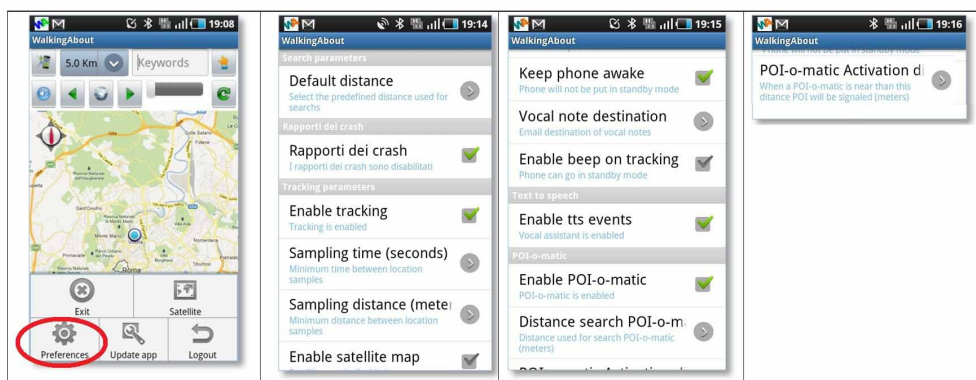 19:08
WalkingAbout
5.0 Km
Keywords
Roma
Exit
Satellite
Preferences
Update app
Logout
19:14
WalkingAbout
Search parameters
Default distance
Select the predefined distance used for
searchs
Rapporti dei crash
Rapporti dei crash
I rapporti dei crash sono disabilitati
Tracking parameters
Enable tracking
Tracking is enabled
Sampling time (seconds)
Minimum time between location
samples
Sampling distance (mete
Minimum distance between location
samples
Enable satellite map
19:15
WalkingAbout
Keep phone awake
Phone will not be put in standby mode
Vocal note destination
Email destination of vocal notes
Enable beep on tracking
Phone can go in standby mode
Text to speech
Enable tts events
Vocal assistant is enabled
POI-o-matic
Enable POI-o-matic
POI-o-matic is enabled
Distance search POI-o-m
Distance used for search POI-o-matic
(meters)
19:16
WalkingAbout
Phone will not be put in standby mode
POI-o-matic Activation di
When a POI-o-matic is near than this
ditance POI will be signaled (meters)